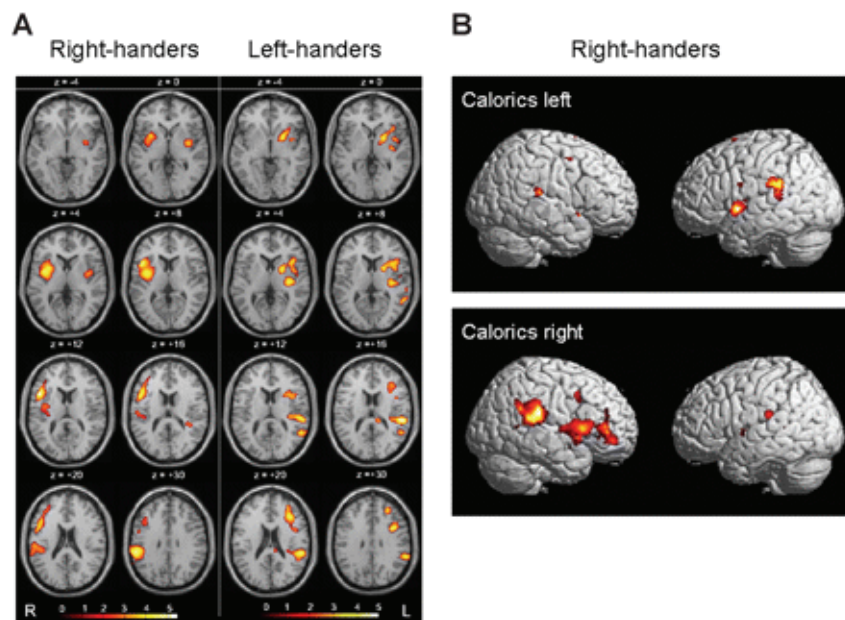 A
Right-handers Left-handers
z = -4 z = 0 z = -4 z = 0
z = +4 z = +8 z = +4 z = +8
z = +12 z = +16 z = +12 z = +16
z = +20 z = +30 z = +20 z = +30
R 0 1 2 3 4 5 0 1 2 3 4 5 L
B
Right-handers
Calorics left
Calorics right